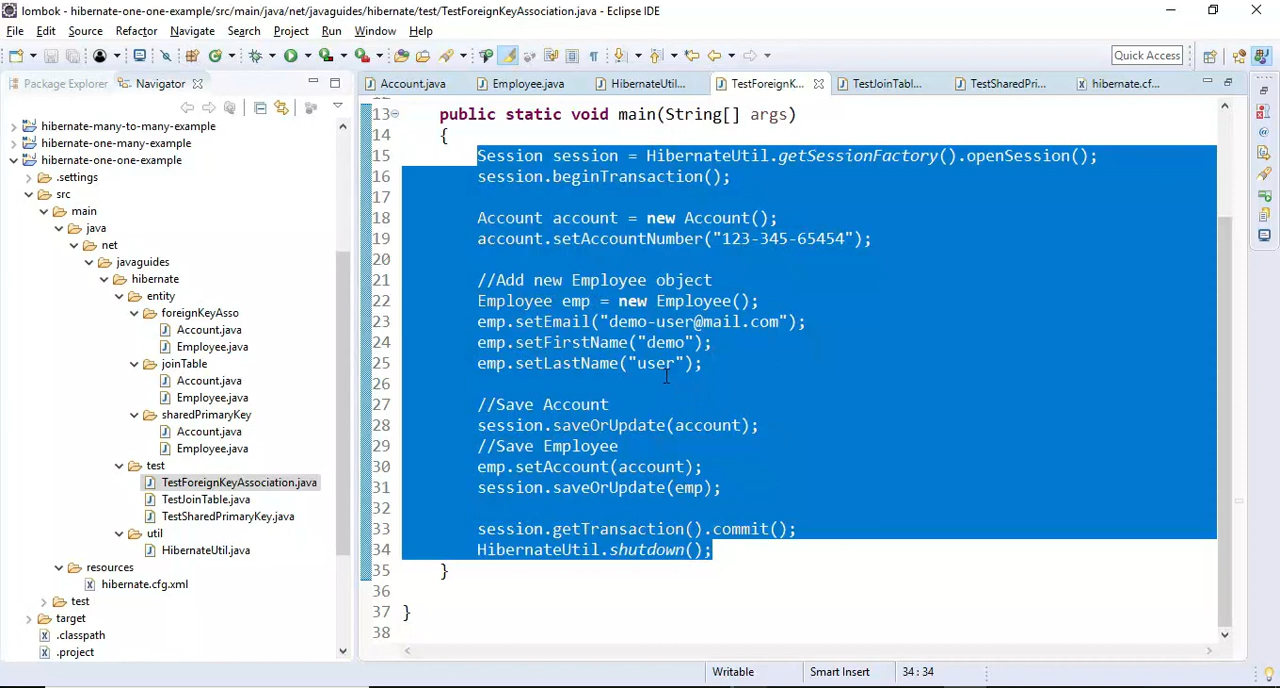 lombok - hibernate-one-one-example/src/main/java/net/javaguides/hibernate/test/TestForeignKeyAssociation.java - Eclipse IDE
File Edit Source Refactor Navigate Search Project Run Window Help
Quick Access
Package Explorer Navigator
hibernate-many-to-many-example
hibernate-one-many-example
hibernate-one-one-example
.settings
src
main
java
net
javaguides
hibernate
entity
foreignKeyAsso
Account.java
Employee.java
joinTable
Account.java
Employee.java
sharedPrimaryKey
Account.java
Employee.java
test
TestForeignKeyAssociation.java
TestJoinTable.java
TestSharedPrimaryKey.java
util
HibernateUtil.java
resources
hibernate.cfg.xml
test
target
.classpath
.project
Account.java Employee.java HibernateUtil... TestForeignK... TestJoinTabl... TestSharedPri... hibernate.cf...
12
13 public static void main(String[] args)
14 {
15 Session session = HibernateUtil.getSessionFactory().openSession();
16 session.beginTransaction();
17
18 Account account = new Account();
19 account.setAccountNumber("123-345-65454");
20
21 //Add new Employee object
22 Employee emp = new Employee();
23 emp.setEmail("demo-user@mail.com");
24 emp.setFirstName("demo");
25 emp.setLastName("user");
26
27 //Save Account
28 session.saveOrUpdate(account);
29 //Save Employee
30 emp.setAccount(account);
31 session.saveOrUpdate(emp);
32
33 session.getTransaction().commit();
34 HibernateUtil.shutdown();
35 }
36
37 }
38
Writable Smart Insert 34 : 34